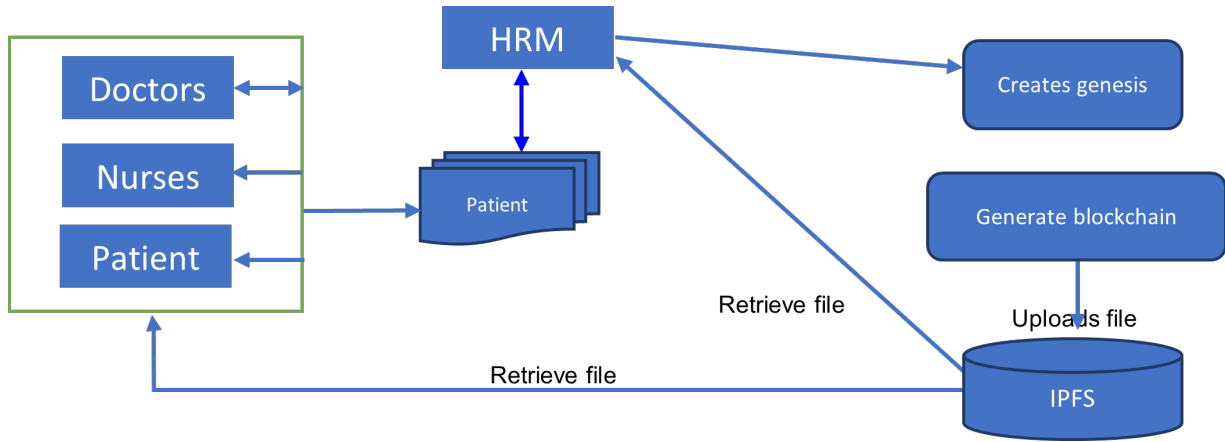 HRM
Creates genesis
Doctors
Nurses
Patient
Patient
Generate blockchain
Retrieve file
Uploads file
Retrieve file
IPFS